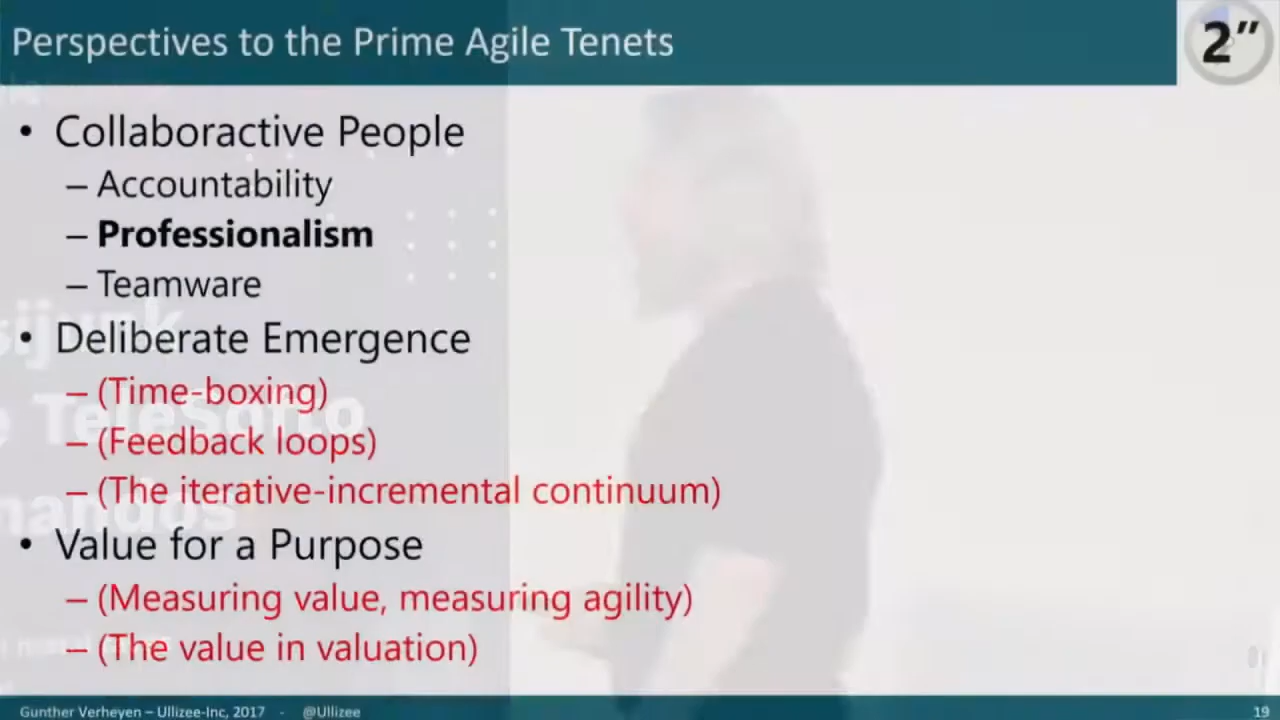 Perspectives to the Prime Agile Tenets
2”
• Collaboractive People
– Accountability
– Professionalism
– Teamware
• Deliberate Emergence
– (Time-boxing)
– (Feedback loops)
– (The iterative-incremental continuum)
• Value for a Purpose
– (Measuring value, measuring agility)
– (The value in valuation)
Gunther Verheyen – Ullizee-Inc, 2017 - @Ullizee
19